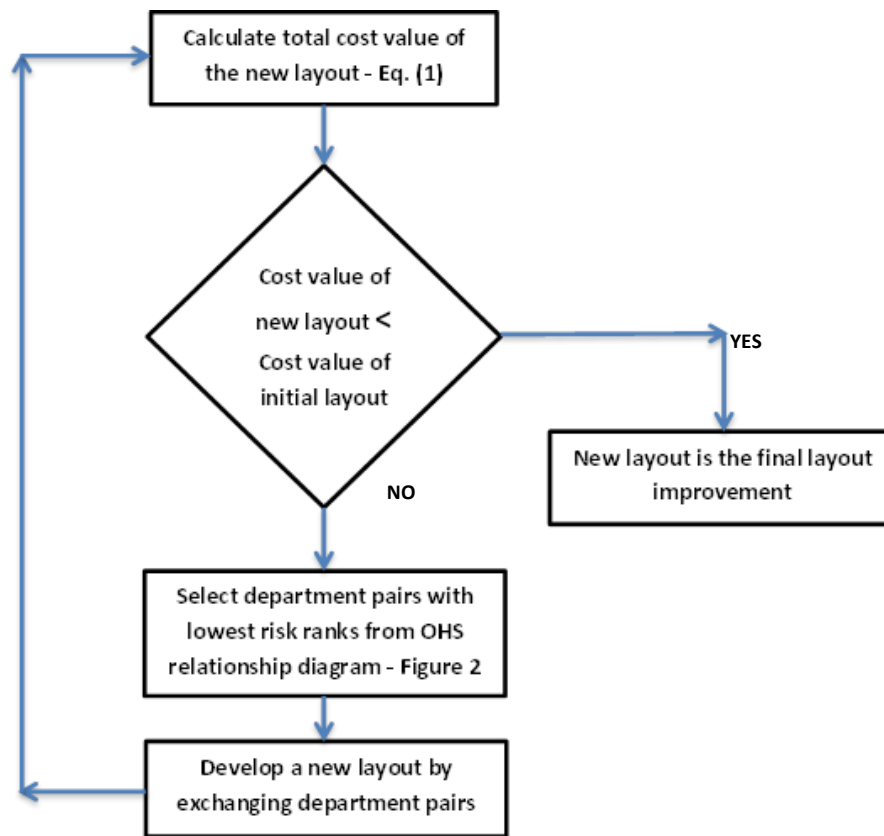 Calculate total cost value of
the new layout - Eq. (1)
Cost value of
new layout <
Cost value of
initial layout
YES
New layout is the final layout
improvement
NO
Select department pairs with
lowest risk ranks from OHS
relationship diagram - Figure 2
Develop a new layout by
exchanging department pairs